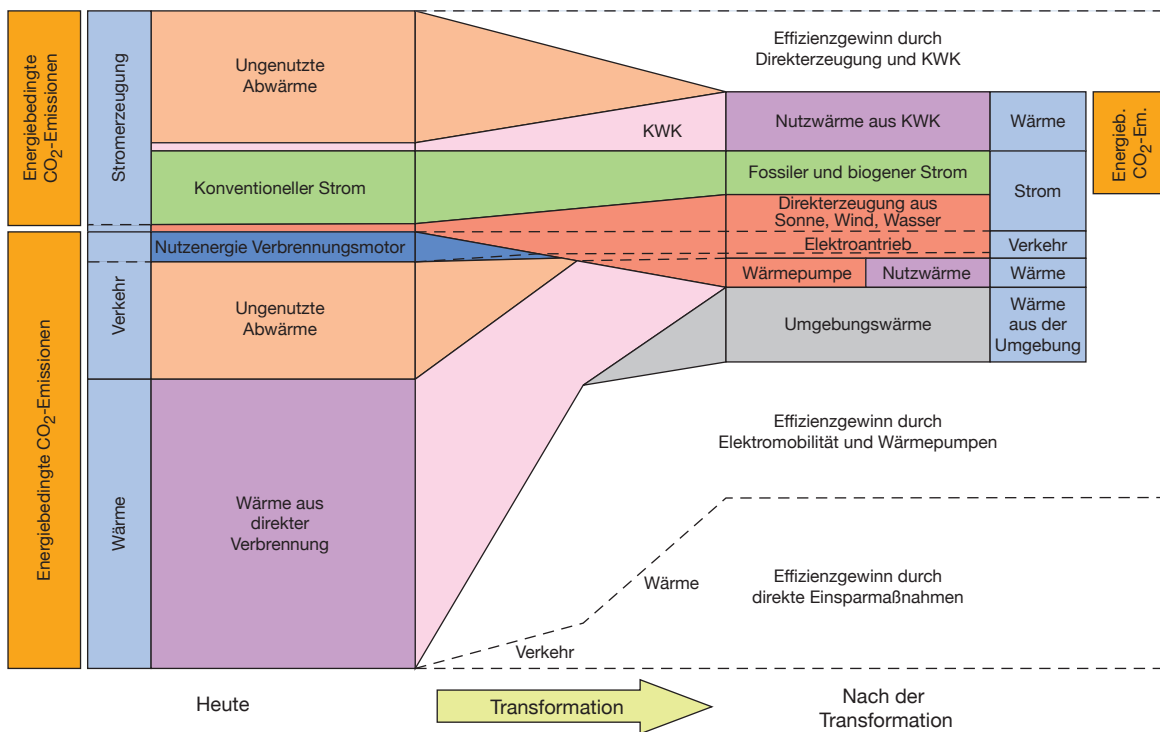 Energiebedingte
CO2-Emissionen
Stromerzeugung
Ungenutzte
Abwärme
Effizienzgewinn durch
Direkterzeugung und KWK
KWK
Nutzwärme aus KWK
Wärme
Energieb.
CO2-Em.
Konventioneller Strom
Fossiler und biogener Strom
Strom
Direkterzeugung aus
Sonne, Wind, Wasser
Nutzenergie Verbrennungsmotor
Elektroantrieb
Verkehr
Energiebedingte CO2-Emissionen
Verkehr
Ungenutzte
Abwärme
Wärmepumpe
Nutzwärme
Wärme
Umgebungswärme
Wärme
aus der
Umgebung
Effizienzgewinn durch
Elektromobilität und Wärmepumpen
Wärme
Wärme aus
direkter
Verbrennung
Wärme
Effizienzgewinn durch
direkte Einsparmaßnahmen
Verkehr
Heute
Transformation
Nach der
Transformation